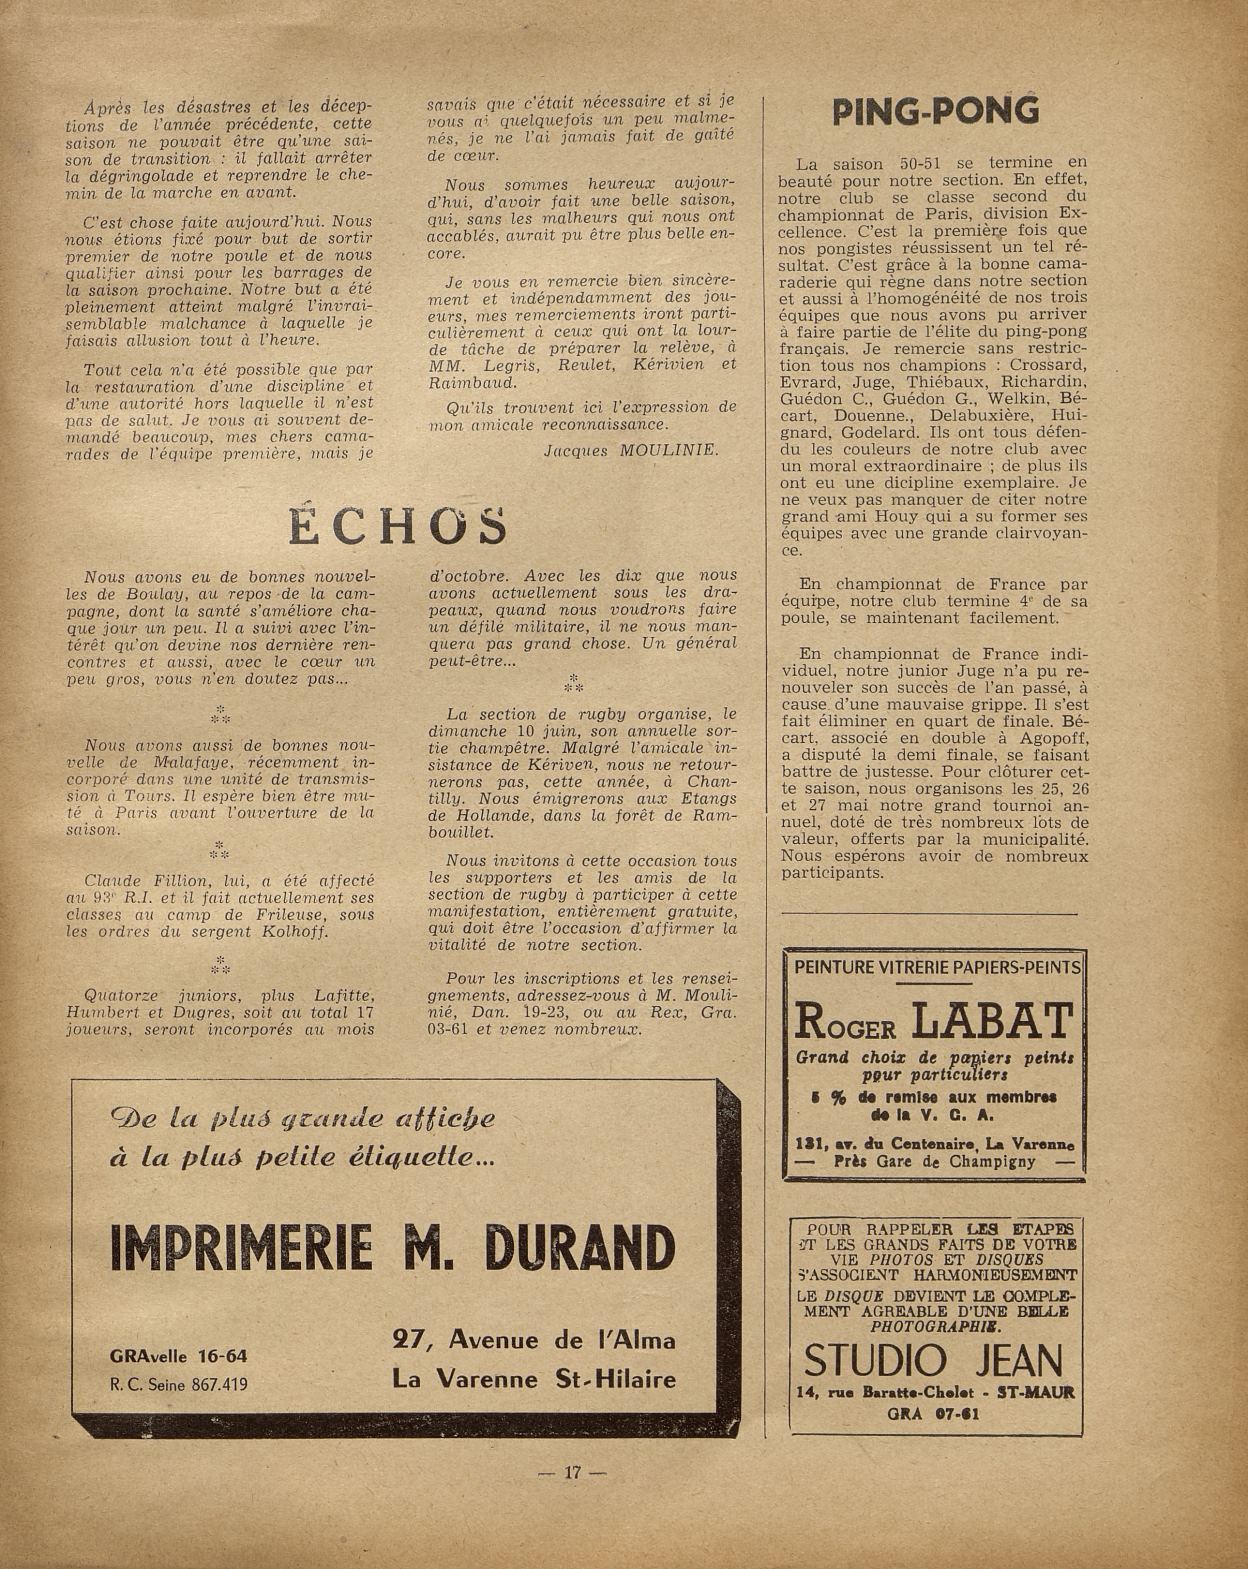 Après les désastres et les décep-
tions de l'année précédente, cette
saison ne pouvait être qu'une sai-
son de transition : il fallait arrêter
la dégringolade et reprendre le che-
min de la marche en avant.
C'est chose faite aujourd'hui. Nous
nous étions fixé pour but de sortir
premier de notre poule et de nous
qualifier ainsi pour les barrages de
la saison prochaine. Notre but a été
pleinement atteint malgré l'invrai-
semblable malchance à laquelle je
faisais allusion tout à l'heure.
Tout cela n'a été possible que par
la restauration d'une discipline et
d'une autorité hors laquelle il n'est
pas de salut. Je vous ai souvent de-
mandé beaucoup, mes chers cama-
rades de l'équipe première, mais je
savais que c'était nécessaire et si je
vous ai quelquefois un peu malme-
nés, je ne l'ai jamais fait de gaîté
de cœur.
Nous sommes heureux aujour-
d'hui, d'avoir fait une belle saison,
qui, sans les malheurs qui nous ont
accablés, aurait pu être plus belle en-
core.
Je vous en remercie bien sincère-
ment et indépendamment des jou-
eurs, mes remerciements iront parti-
culièrement à ceux qui ont la lour-
de tâche de préparer la relève, à
MM. Legris, Reulet, Kérivien et
Raimbaud.
Qu'ils trouvent ici l'expression de
mon amicale reconnaissance.
Jacques MOULINIE.
ÉCHOS
Nous avons eu de bonnes nouvel-
les de Boulay, au repos de la cam-
pagne, dont la santé s'améliore cha-
que jour un peu. Il a suivi avec l'in-
térêt qu'on devine nos dernière ren-
contres et aussi, avec le cœur un
peu gros, vous n'en doutez pas...
***
Nous avons aussi de bonnes nou-
velle de Malafaye, récemment in-
corporé dans une unité de transmis-
sion à Tours. Il espère bien être mu-
té à Paris avant l'ouverture de la
saison.
***
Claude Fillion, lui, a été affecté
au 93e R.I. et il fait actuellement ses
classes au camp de Frileuse, sous
les ordres du sergent Kolhoff.
***
Quatorze juniors, plus Lafitte,
Humbert et Dugres, soit au total 17
joueurs, seront incorporés au mois
d'octobre. Avec les dix que nous
avons actuellement sous les dra-
peaux, quand nous voudrons faire
un défilé militaire, il ne nous man-
quera pas grand chose. Un général
peut-être...
***
La section de rugby organise, le
dimanche 10 juin, son annuelle sor-
tie champêtre. Malgré l'amicale in-
sistance de Kériven, nous ne retour-
nerons pas, cette année, à Chan-
tilly. Nous émigrerons aux Etangs
de Hollande, dans la forêt de Ram-
bouillet.
Nous invitons à cette occasion tous
les supporters et les amis de la
section de rugby à participer à cette
manifestation, entièrement gratuite,
qui doit être l'occasion d'affirmer la
vitalité de notre section.
Pour les inscriptions et les rensei-
gnements, adressez-vous à M. Mouli-
nié, Dan. 19-23, ou au Rex, Gra.
03-61 et venez nombreux.
De la plus grande affiche
à la plus petite étiquette...
IMPRIMERIE M. DURAND
GRAvelle 16-64
R. C. Seine 867.419
27, Avenue de l'Alma
La Varenne St-Hilaire
PING-PONG
La saison 50-51 se termine en
beauté pour notre section. En effet,
notre club se classe second du
championnat de Paris, division Ex-
cellence. C'est la première fois que
nos pongistes réussissent un tel ré-
sultat. C'est grâce à la bonne cama-
raderie qui règne dans notre section
et aussi à l'homogénéité de nos trois
équipes que nous avons pu arriver
à faire partie de l'élite du ping-pong
français. Je remercie sans restric-
tion tous nos champions : Crossard,
Evrard, Juge, Thiébaux, Richardin,
Guédon C., Guédon G., Welkin, Bé-
cart, Douenne., Delabuxière, Hui-
gnard, Godelard. Ils ont tous défen-
du les couleurs de notre club avec
un moral extraordinaire ; de plus ils
ont eu une dicipline exemplaire. Je
ne veux pas manquer de citer notre
grand ami Houy qui a su former ses
équipes avec une grande clairvoyan-
ce.
En championnat de France par
équipe, notre club termine 4e de sa
poule, se maintenant facilement.
En championnat de France indi-
viduel, notre junior Juge n'a pu re-
nouveler son succès de l'an passé, à
cause d'une mauvaise grippe. Il s'est
fait éliminer en quart de finale. Bé-
cart, associé en double à Agopoff,
a disputé la demi finale, se faisant
battre de justesse. Pour clôturer cet-
te saison, nous organisons les 25, 26
et 27 mai notre grand tournoi an-
nuel, doté de très nombreux lots de
valeur, offerts par la municipalité.
Nous espérons avoir de nombreux
participants.
PEINTURE VITRERIE PAPIERS-PEINTS
ROGER LABAT
Grand choix de papiers peints
pour particuliers
5 % de remise aux membres
de la V. G. A.
131, av. du Centenaire, La Varenne
— Près Gare de Champigny —
POUR RAPPELER LES ETAPES
ET LES GRANDS FAITS DE VOTRE
VIE PHOTOS ET DISQUES
S'ASSOCIENT HARMONIEUSEMENT
LE DISQUE DEVIENT LE COMPLE-
MENT AGREABLE D'UNE BELLE
PHOTOGRAPHIE.
STUDIO JEAN
14, rue Baratte-Cholet - ST-MAUR
GRA 07-61
— 17 —